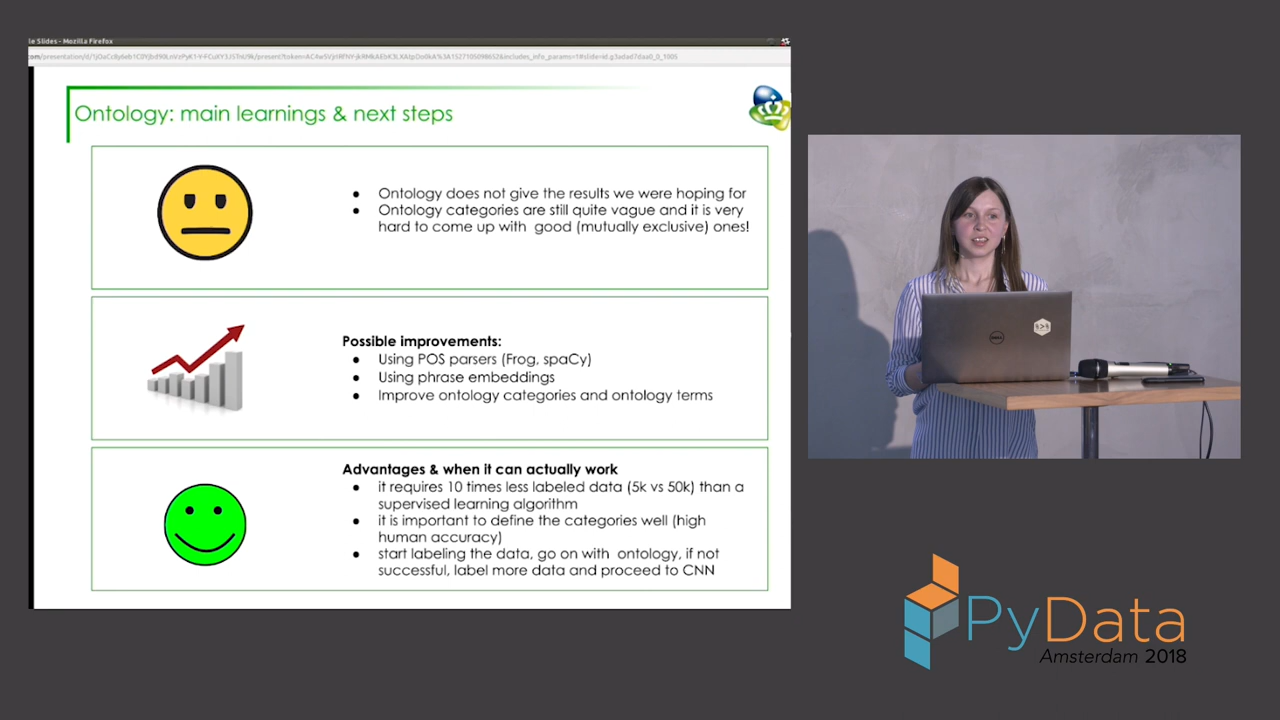 le Slides - Mozilla Firefox
Ontology: main learnings & next steps
● Ontology does not give the results we were hoping for
● Ontology categories are still quite vague and it is very
hard to come up with good (mutually exclusive) ones!
Possible improvements:
● Using POS parsers (Frog, spaCy)
● Using phrase embeddings
● Improve ontology categories and ontology terms
Advantages & when it can actually work
● it requires 10 times less labeled data (5k vs 50k) than a
supervised learning algorithm
● it is important to define the categories well (high
human accuracy)
● start labeling the data, go on with ontology, if not
successful, label more data and proceed to CNN
DELL
PyData
Amsterdam 2018